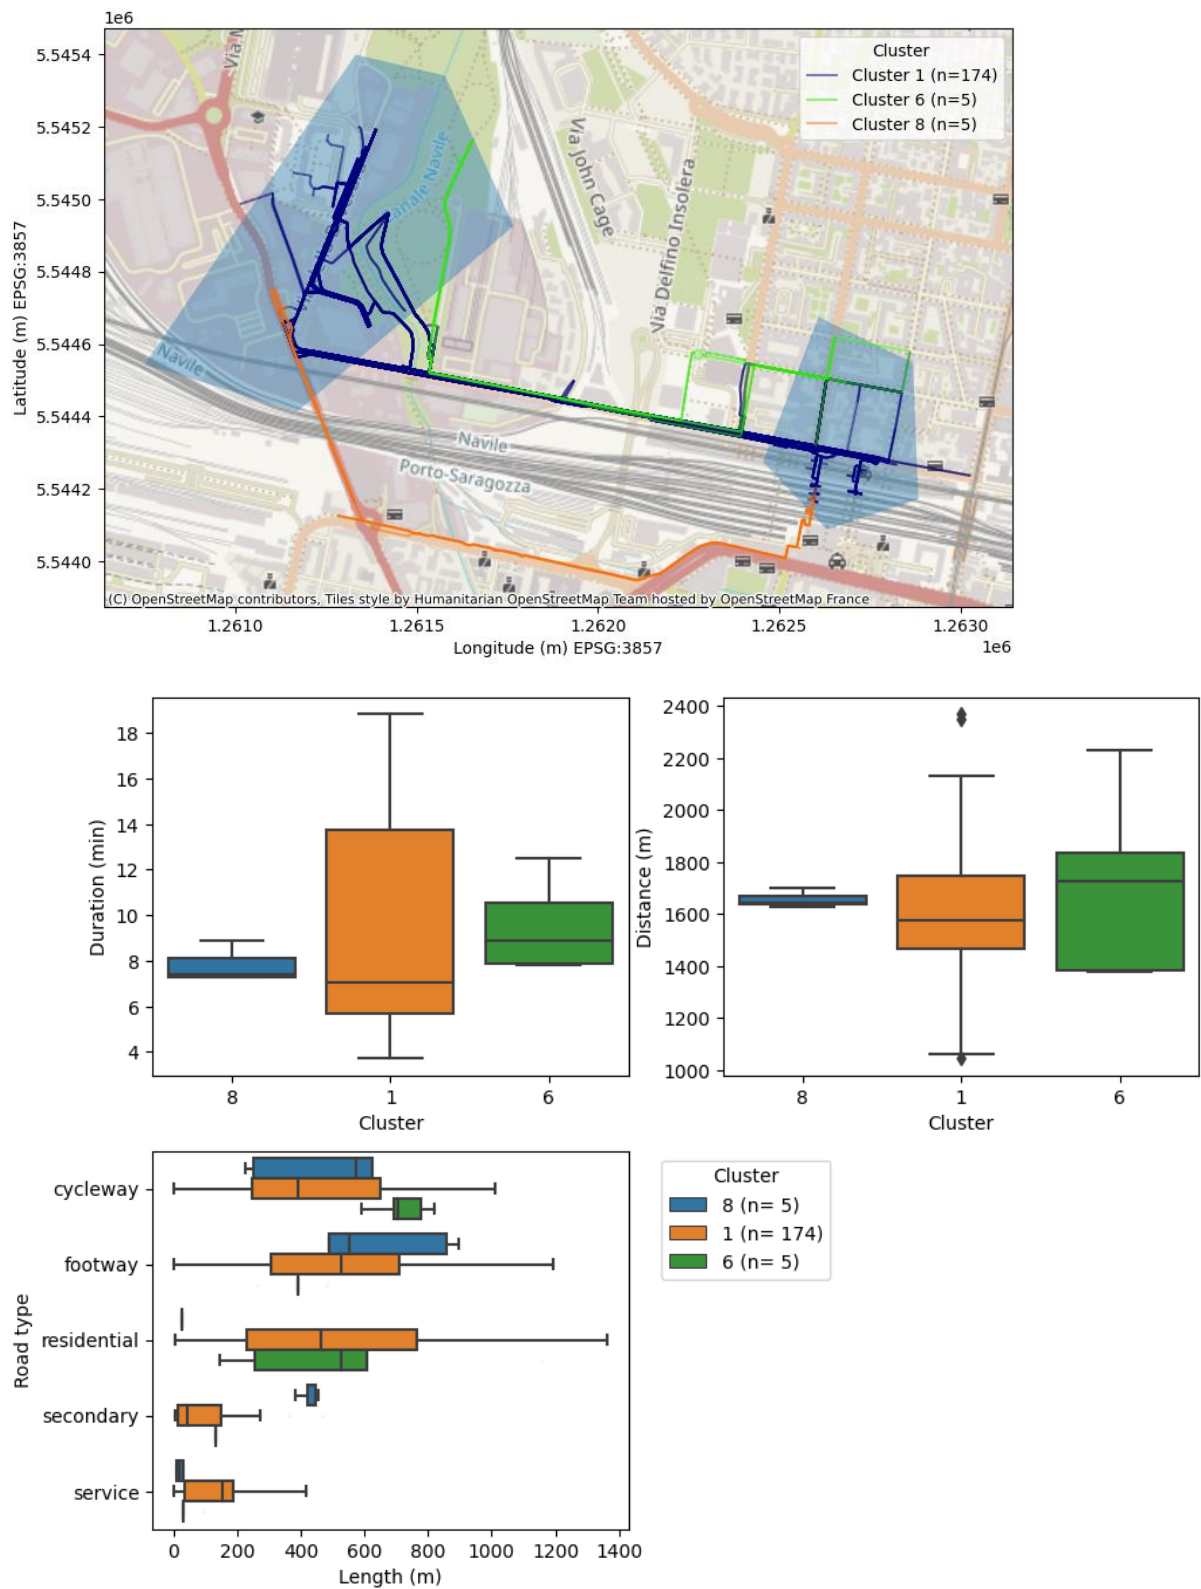 1e6
5.5454
5.5452
5.5450
5.5448
5.5446
5.5444
5.5442
5.5440
Latitude (m) EPSG:3857
Cluster
Cluster 1 (n=174)
Cluster 6 (n=5)
Cluster 8 (n=5)
Canale Navile
Via John Cage
Via Delfino Insolera
Navile
Navile
Porto-Saragozza
(C) OpenStreetMap contributors, Tiles style by Humanitarian OpenStreetMap Team hosted by OpenStreetMap France
1.2610
1.2615
1.2620
1.2625
1.2630
Longitude (m) EPSG:3857
1e6
18
16
14
12
10
8
6
4
Duration (min)
8
1
6
Cluster
2400
2200
2000
1800
1600
1400
1200
1000
Distance (m)
8
1
6
Cluster
cycleway
footway
residential
secondary
service
Road type
0
200
400
600
800
1000
1200
1400
Length (m)
Cluster
8 (n= 5)
1 (n= 174)
6 (n= 5)